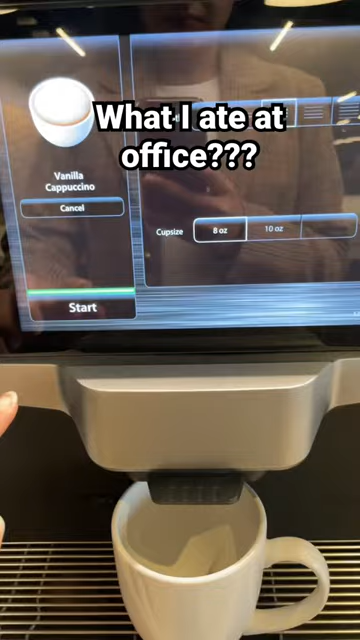 What I ate at
office???
Vanilla
Cappuccino
Cancel
Cupsize
8 oz
10 oz
Start